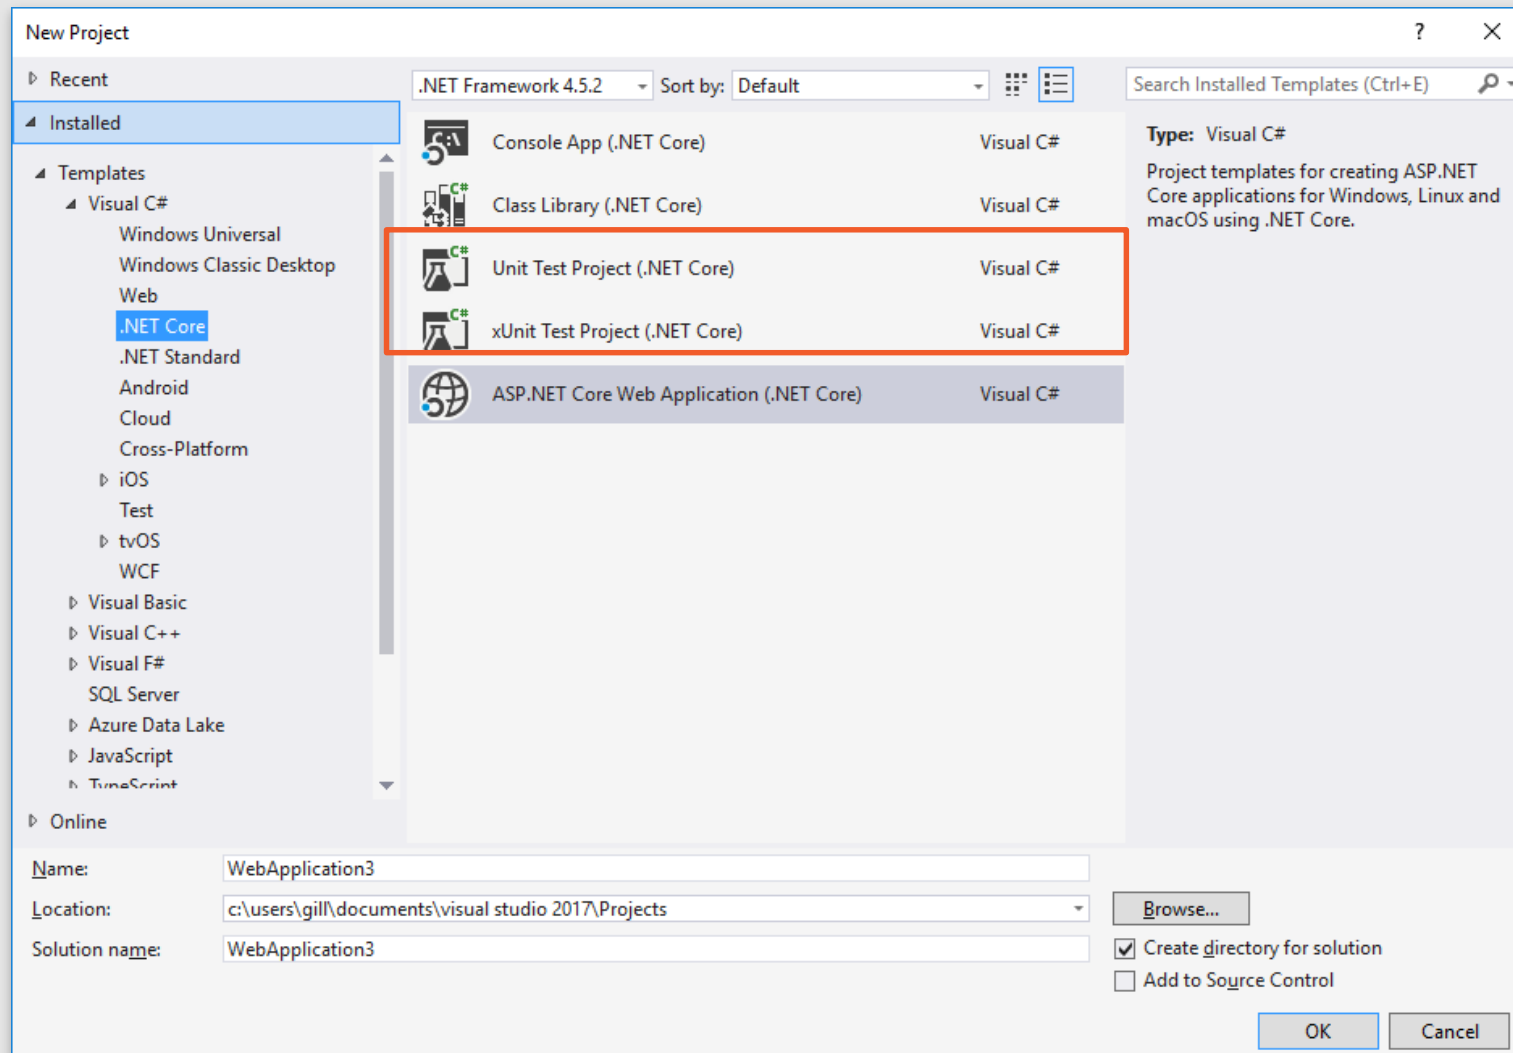 New Project
?
Recent
Installed
Templates
Visual C#
Windows Universal
Windows Classic Desktop
Web
.NET Core
.NET Standard
Android
Cloud
Cross-Platform
iOS
Test
tvOS
WCF
Visual Basic
Visual C++
Visual F#
SQL Server
Azure Data Lake
JavaScript
TypeScript
Online
.NET Framework 4.5.2
Sort by: Default
Search Installed Templates (Ctrl+E)
C:\
Console App (.NET Core) Visual C#
C#
Class Library (.NET Core) Visual C#
C#
Unit Test Project (.NET Core) Visual C#
C#
xUnit Test Project (.NET Core) Visual C#
ASP.NET Core Web Application (.NET Core) Visual C#
Type: Visual C#
Project templates for creating ASP.NET
Core applications for Windows, Linux and
macOS using .NET Core.
Name: WebApplication3
Location: c:\users\gill\documents\visual studio 2017\Projects
Browse...
Solution name: WebApplication3
Create directory for solution
Add to Source Control
OK
Cancel